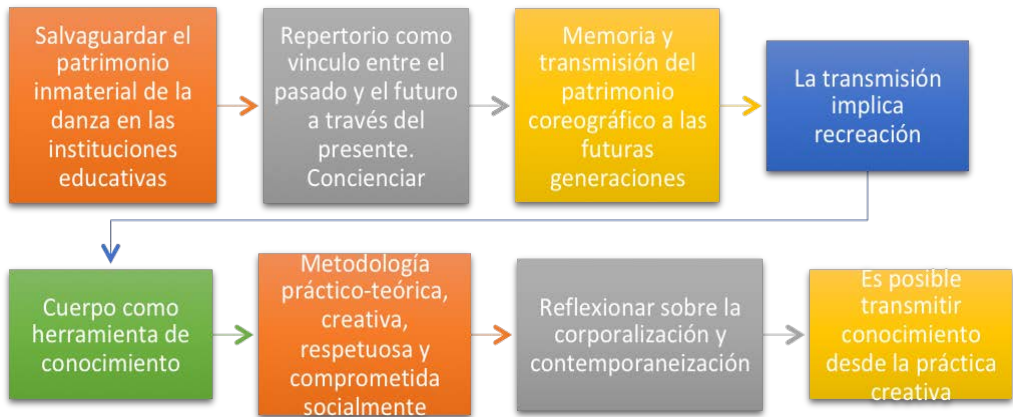 Salvaguardar el
patrimonio
inmaterial de la
danza en las
instituciones
educativas
Repertorio como
vinculo entre el
pasado y el futuro
a través del
presente.
Concienciar
Memoria y
transmisión del
patrimonio
coreográfico a las
futuras
generaciones
La transmisión
implica
recreación
Cuerpo como
herramienta de
conocimiento
Metodología
práctico-teórica,
creativa,
respetuosa y
comprometida
socialmente
Reflexionar sobre la
corporalización y
contemporaneización
Es posible
transmitir
conocimiento
desde la práctica
creativa